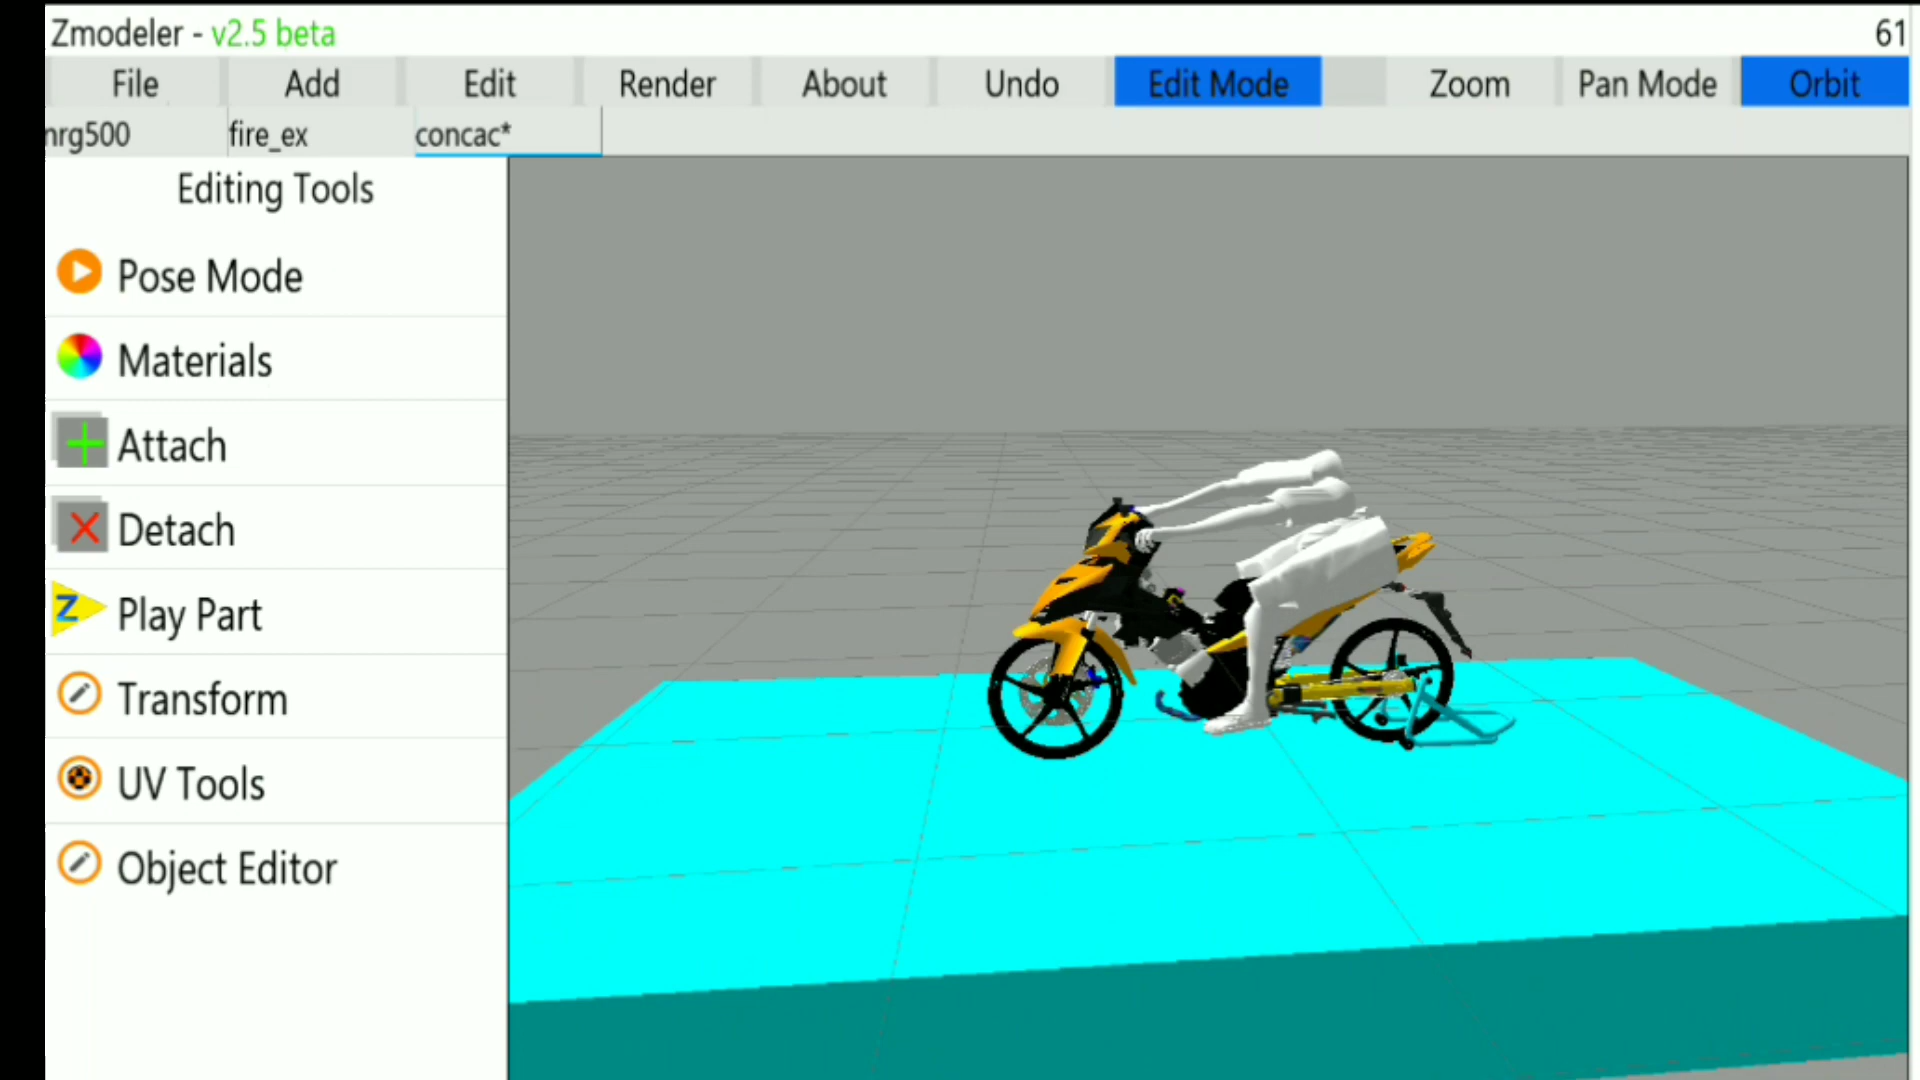 Zmodeler - v2.5 beta 61
File Add Edit Render About Undo Edit Mode Zoom Pan Mode Orbit
nrg500 fire_ex concac*
Editing Tools
Pose Mode
Materials
Attach
Detach
Play Part
Transform
UV Tools
Object Editor